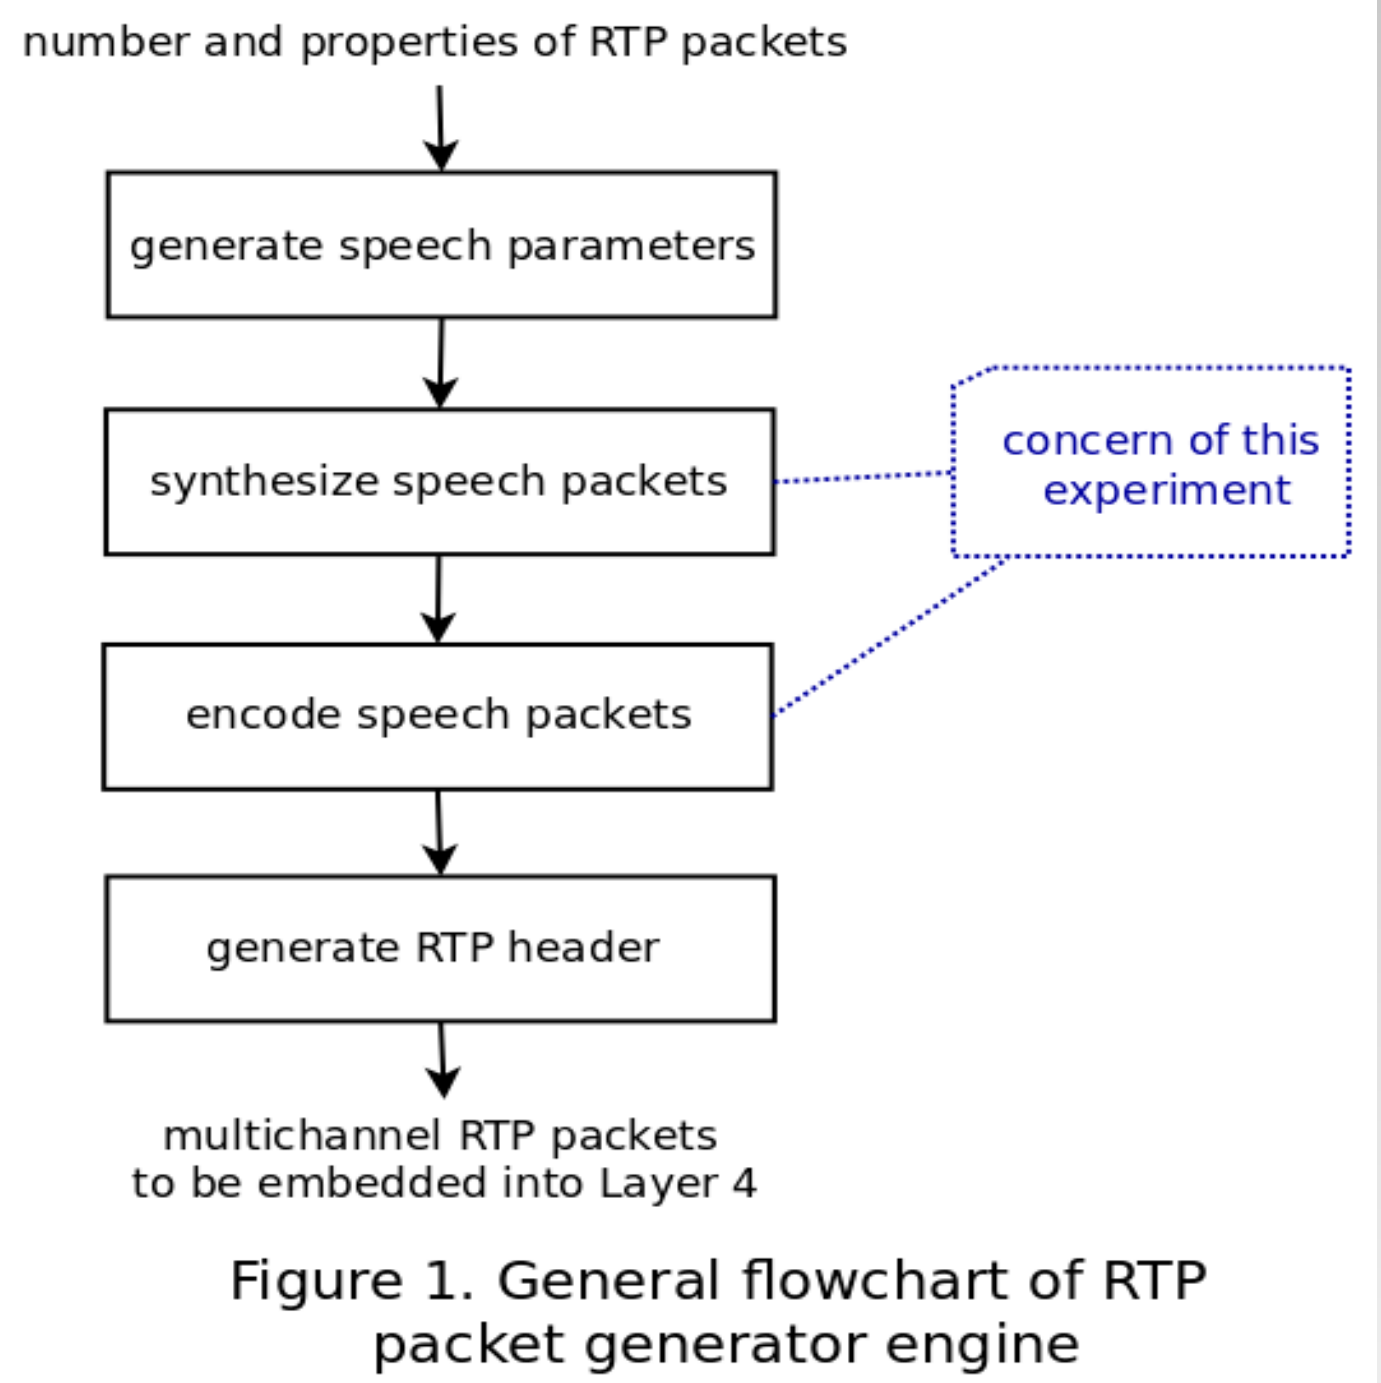 number and properties of RTP packets
generate speech parameters
synthesize speech packets
concern of this
experiment
encode speech packets
generate RTP header
multichannel RTP packets
to be embedded into Layer 4
Figure 1. General flowchart of RTP
packet generator engine